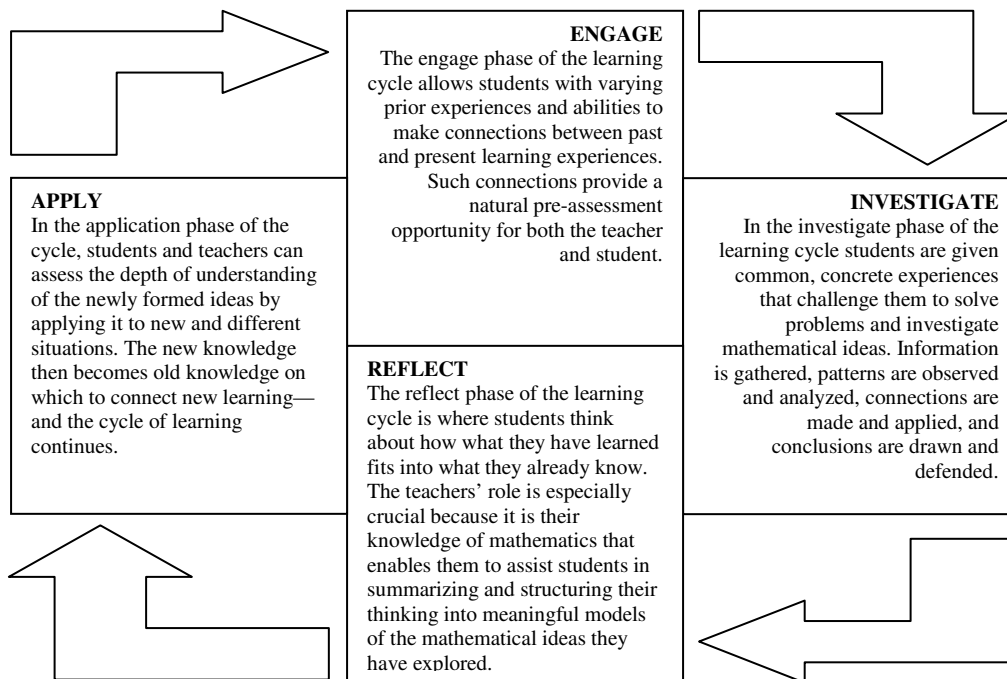 ENGAGE
The engage phase of the learning
cycle allows students with varying
prior experiences and abilities to
make connections between past
and present learning experiences.
Such connections provide a
natural pre-assessment
opportunity for both the teacher
and student.
INVESTIGATE
In the investigate phase of the
learning cycle students are given
common, concrete experiences
that challenge them to solve
problems and investigate
mathematical ideas. Information
is gathered, patterns are observed
and analyzed, connections are
made and applied, and
conclusions are drawn and
defended.
REFLECT
The reflect phase of the learning
cycle is where students think
about how what they have learned
fits into what they already know.
The teachers’ role is especially
crucial because it is their
knowledge of mathematics that
enables them to assist students in
summarizing and structuring their
thinking into meaningful models
of the mathematical ideas they
have explored.
APPLY
In the application phase of the
cycle, students and teachers can
assess the depth of understanding
of the newly formed ideas by
applying it to new and different
situations. The new knowledge
then becomes old knowledge on
which to connect new learning—
and the cycle of learning
continues.